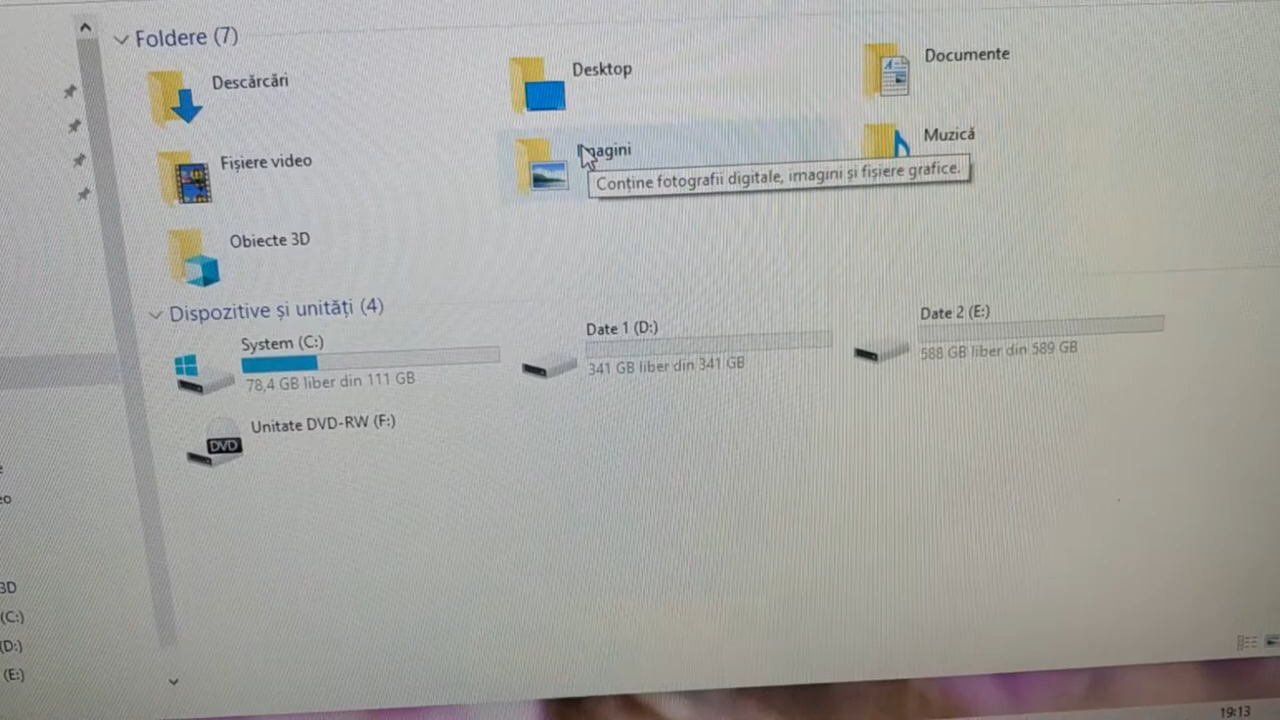 Foldere (7)
Descărcări
Desktop
Documente
Fișiere video
Imagini
Muzică
Conține fotografii digitale, imagini și fișiere grafice.
Obiecte 3D
Dispozitive și unități (4)
System (C:)
78,4 GB liber din 111 GB
Date 1 (D:)
341 GB liber din 341 GB
Date 2 (E:)
588 GB liber din 589 GB
DVD
Unitate DVD-RW (F:)
3D
(C:)
(D:)
(E:)
19:13